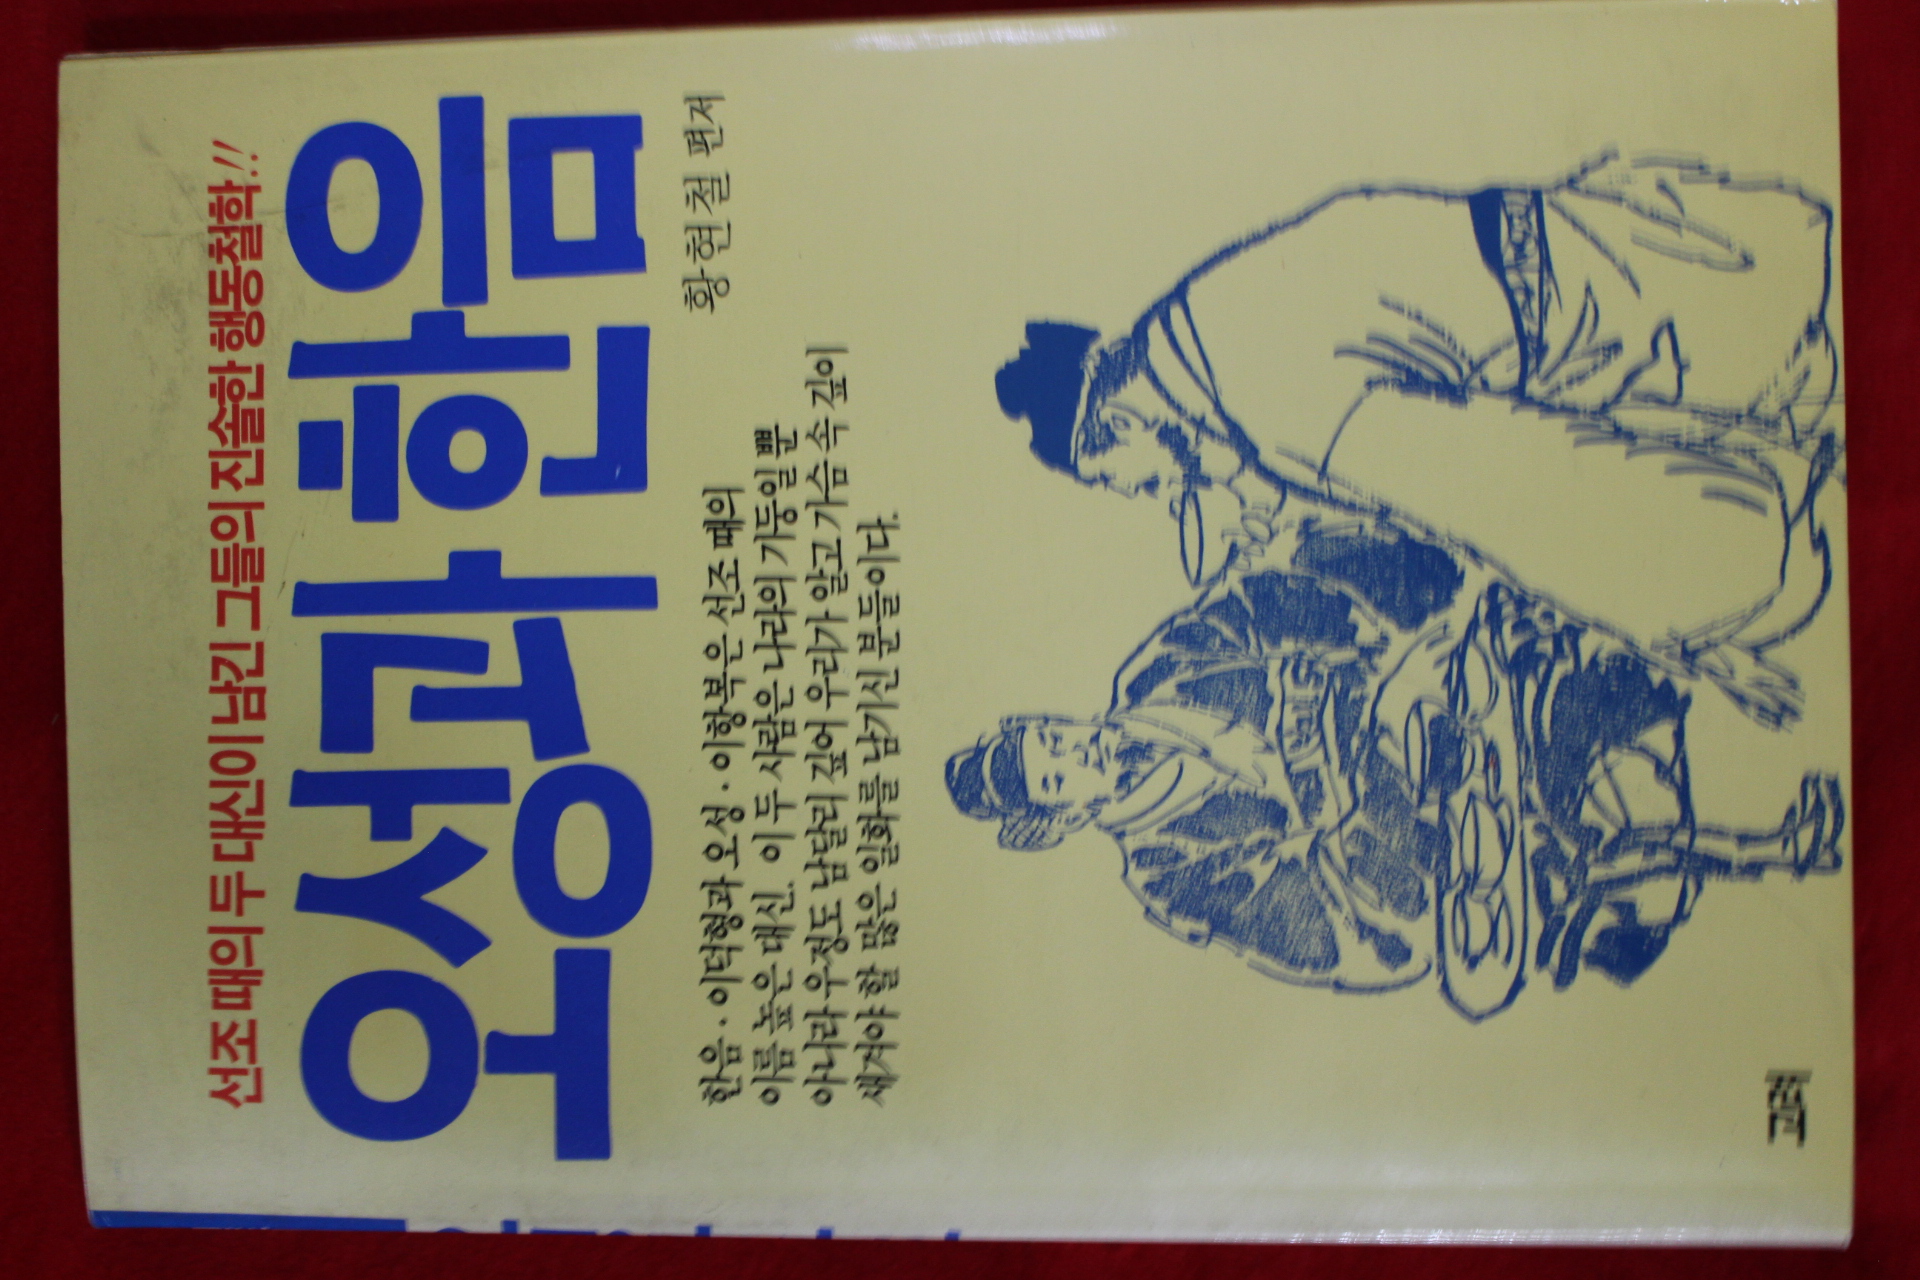 선조 때의 두 대신이 남긴 그들의 진솔한 행동철학!!
오성과 한음
황현철 편저
한음·이덕형과 오성·이항복은 선조 때의
이름 높은 대신. 이 두 사람은 나라의 기둥일 뿐
아니라 우정도 남달리 깊어 우리가 알고 가슴 속 깊이
새겨야 할 많은 일화를 남기신 분들이다.
고려